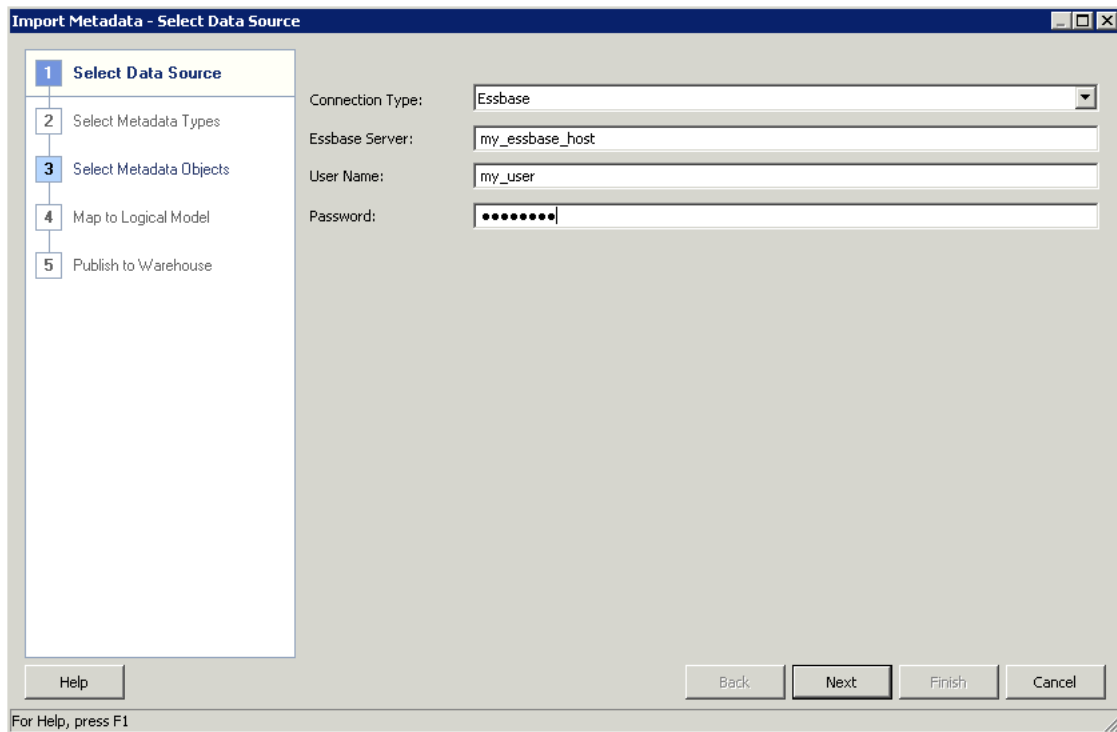 Import Metadata - Select Data Source
1 Select Data Source
2 Select Metadata Types
3 Select Metadata Objects
4 Map to Logical Model
5 Publish to Warehouse
Connection Type: Essbase
Essbase Server: my_essbase_host
User Name: my_user
Password: ●●●●●●●●
Help Back Next Finish Cancel
For Help, press F1